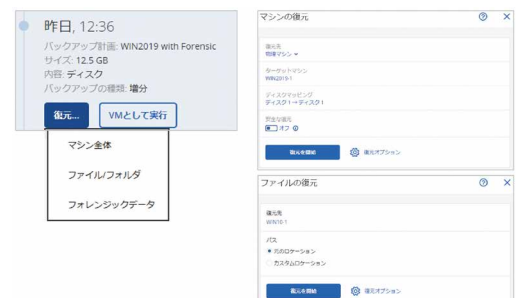 昨日, 12:36
バックアップ計画: WIN2019 with Forensic
サイズ: 12.5 GB
内容: ディスク
バックアップの種類: 増分
復元...
VMとして実行
マシン全体
ファイル/フォルダ
フォレンジックデータ
マシンの復元
復元先
物理マシン
ターゲットマシン
WIN2019-1
ディスクマッピング
ディスク 1→ディスク 1
安全な復元
オフ
復元を開始
復元オプション
ファイルの復元
復元先
WIN10-1
パス
元のロケーション
カスタムロケーション
復元を開始
復元オプション